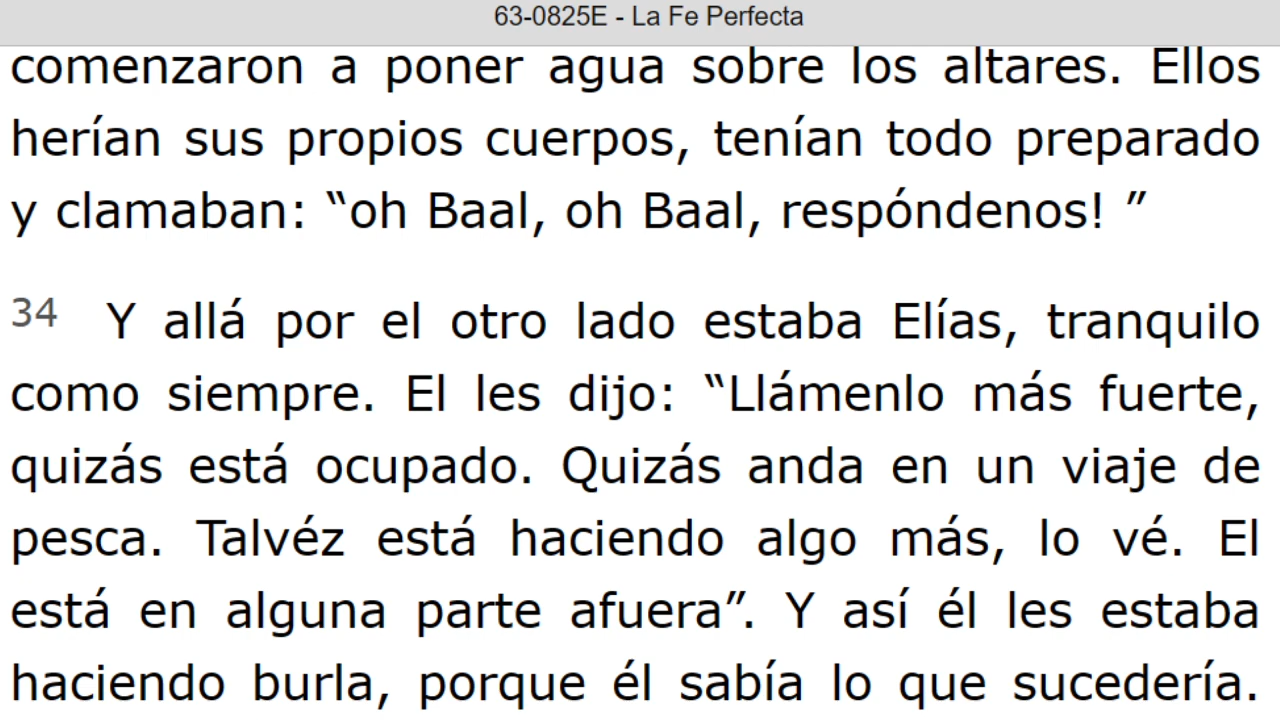 63-0825E - La Fe Perfecta
comenzaron a poner agua sobre los altares. Ellos
herían sus propios cuerpos, tenían todo preparado
y clamaban: “oh Baal, oh Baal, respóndenos! ”
34 Y allá por el otro lado estaba Elías, tranquilo
como siempre. El les dijo: “Llámenlo más fuerte,
quizás está ocupado. Quizás anda en un viaje de
pesca. Talvéz está haciendo algo más, lo vé. El
está en alguna parte afuera”. Y así él les estaba
haciendo burla, porque él sabía lo que sucedería.